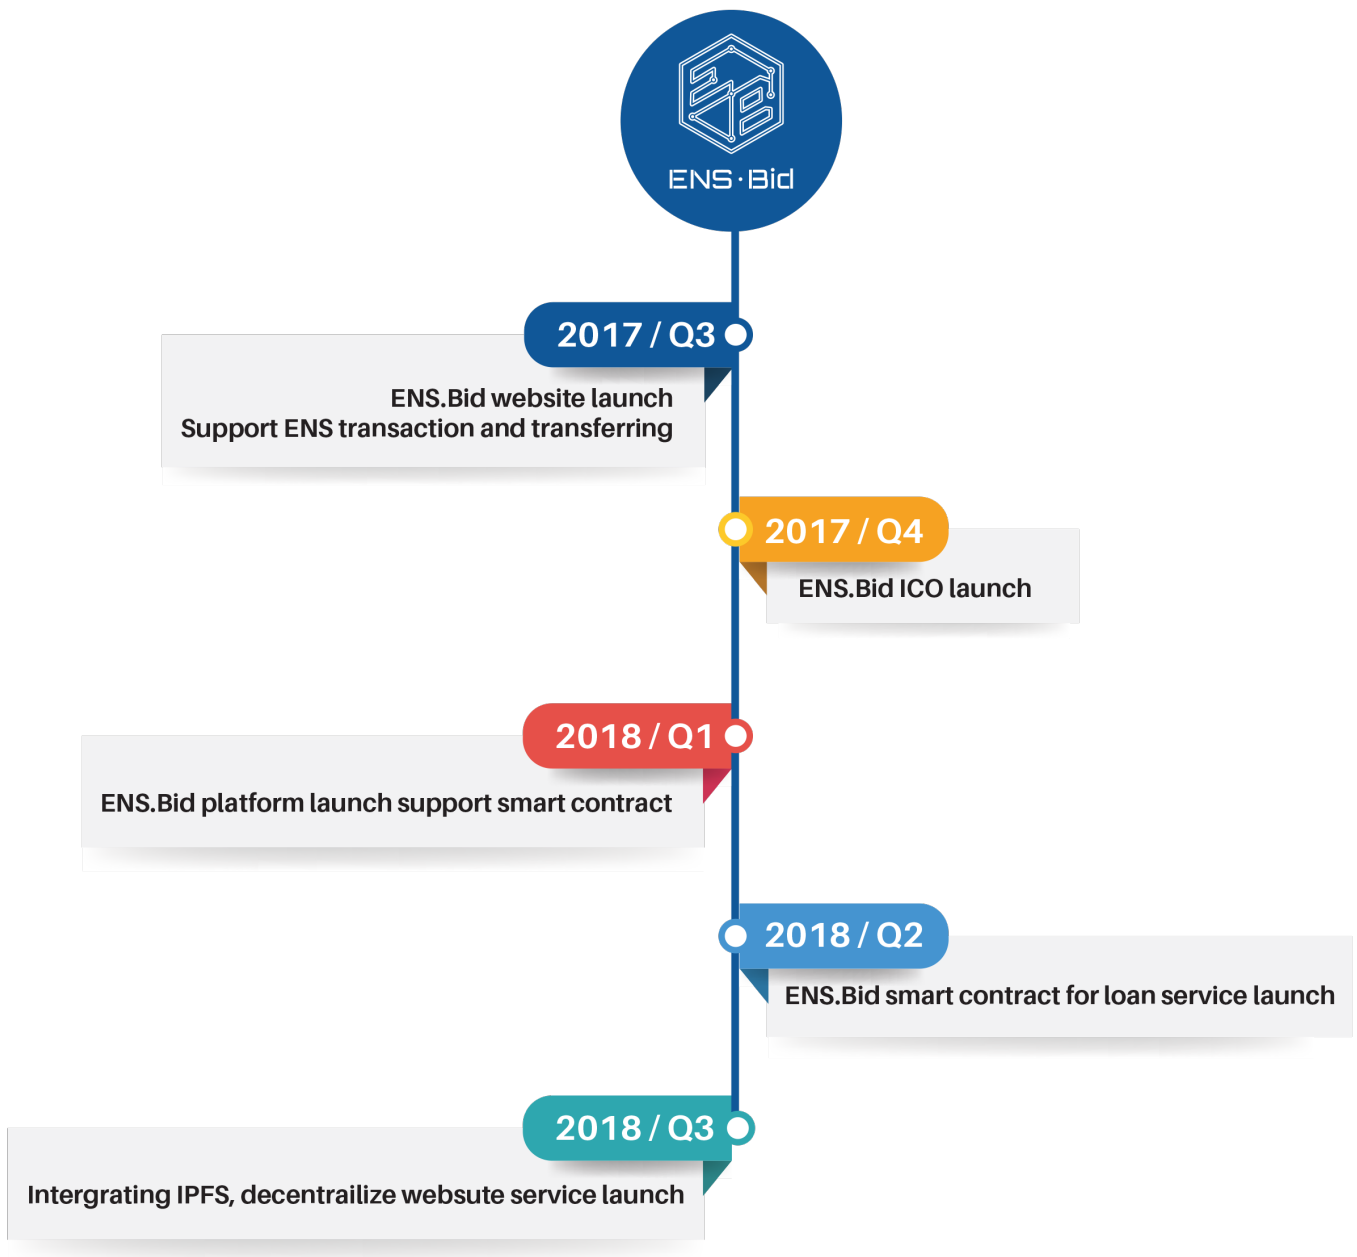 ENS·Bid
2017 / Q3
ENS.Bid website launch
Support ENS transaction and transferring
2017 / Q4
ENS.Bid ICO launch
2018 / Q1
ENS.Bid platform launch support smart contract
2018 / Q2
ENS.Bid smart contract for loan service launch
2018 / Q3
Intergrating IPFS, decentrailize websute service launch